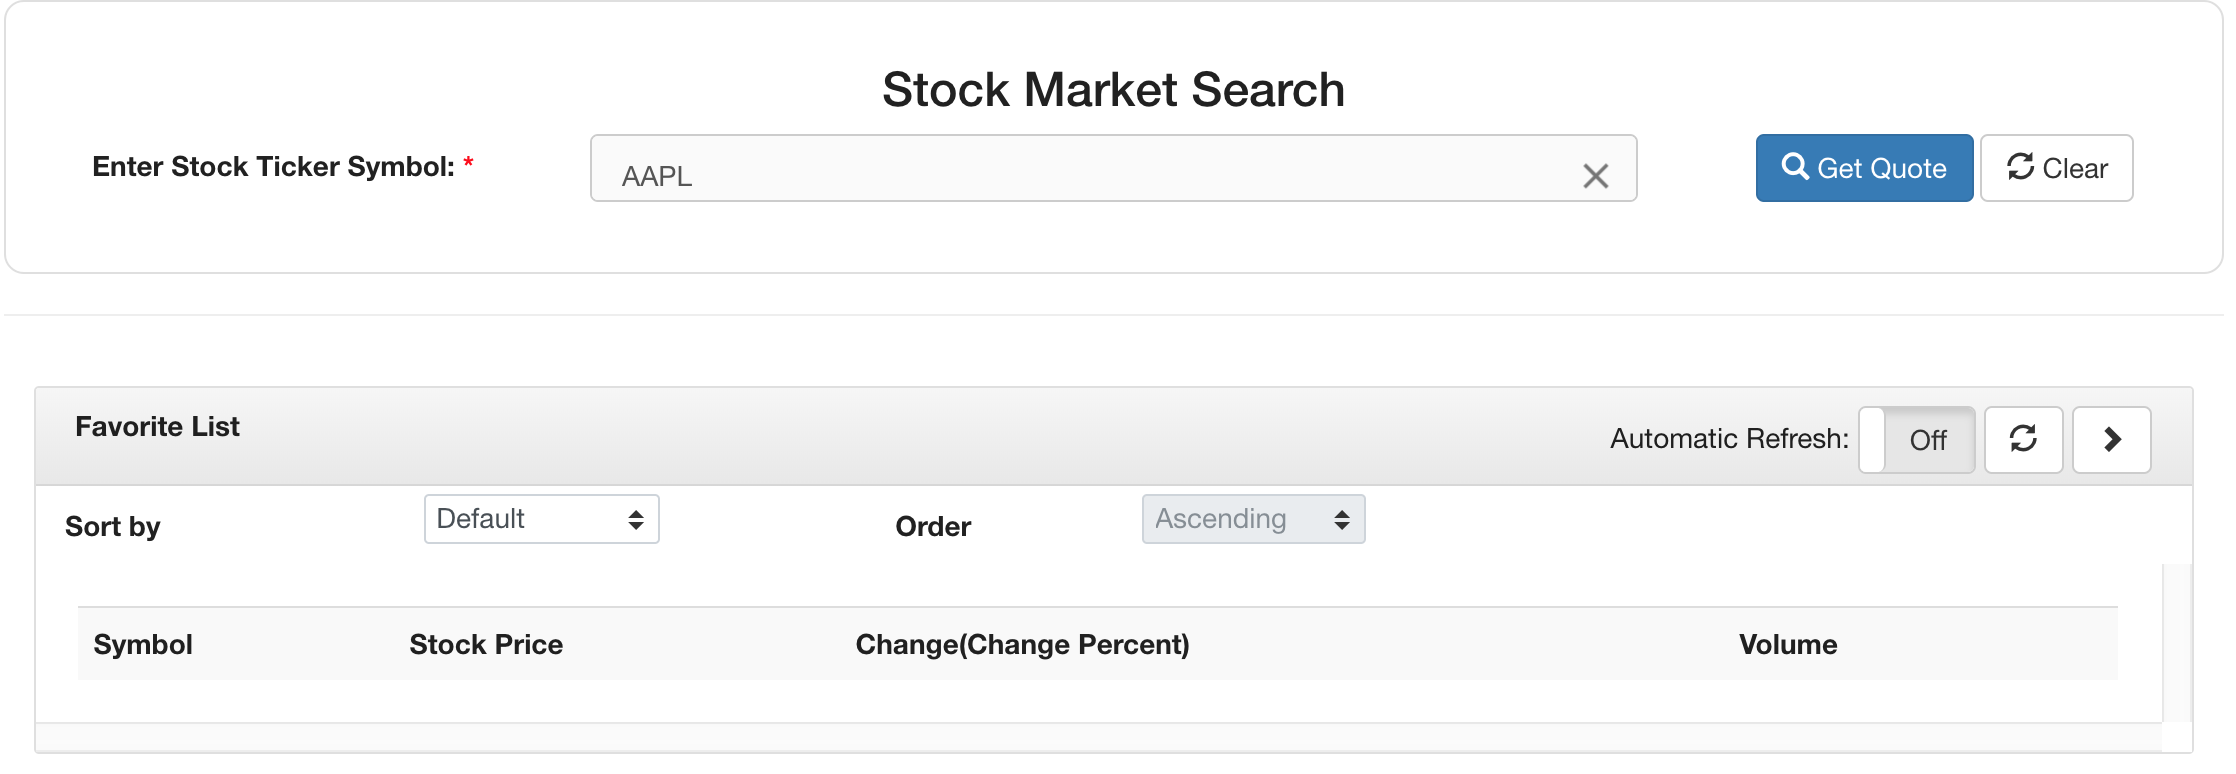 Stock Market Search
Enter Stock Ticker Symbol: *
AAPL
Get Quote
Clear
Favorite List
Automatic Refresh:
Off
Sort by
Default
Order
Ascending
Symbol
Stock Price
Change(Change Percent)
Volume